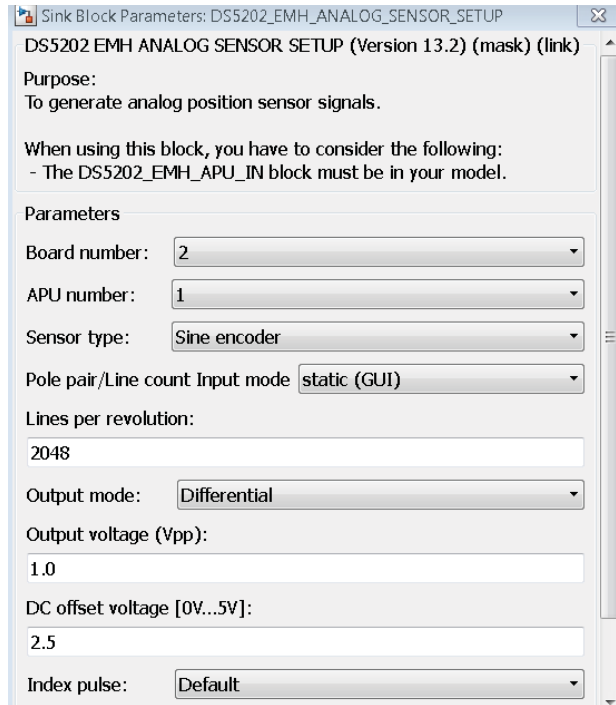 Sink Block Parameters: DS5202_EMH_ANALOG_SENSOR_SETUP
DS5202 EMH ANALOG SENSOR SETUP (Version 13.2) (mask) (link)
Purpose:
To generate analog position sensor signals.
When using this block, you have to consider the following:
- The DS5202_EMH_APU_IN block must be in your model.
Parameters
Board number: 2
APU number: 1
Sensor type: Sine encoder
Pole pair/Line count Input mode static (GUI)
Lines per revolution:
2048
Output mode: Differential
Output voltage (Vpp):
1.0
DC offset voltage [0V...5V]:
2.5
Index pulse: Default